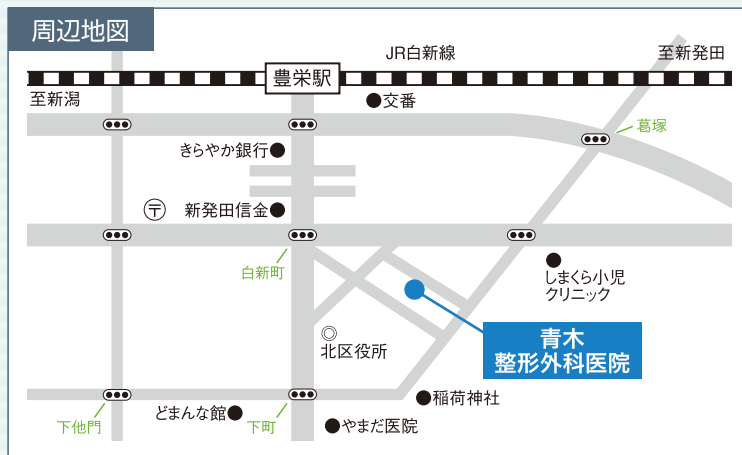 周辺地図
JR白新線
至新発田
豊栄駅
至新潟
交番
葛塚
きらやか銀行
〒
新発田信金
白新町
しまくら小児
クリニック
青木
整形外科医院
北区役所
稲荷神社
どまんな館
下他門
下町
やまだ医院